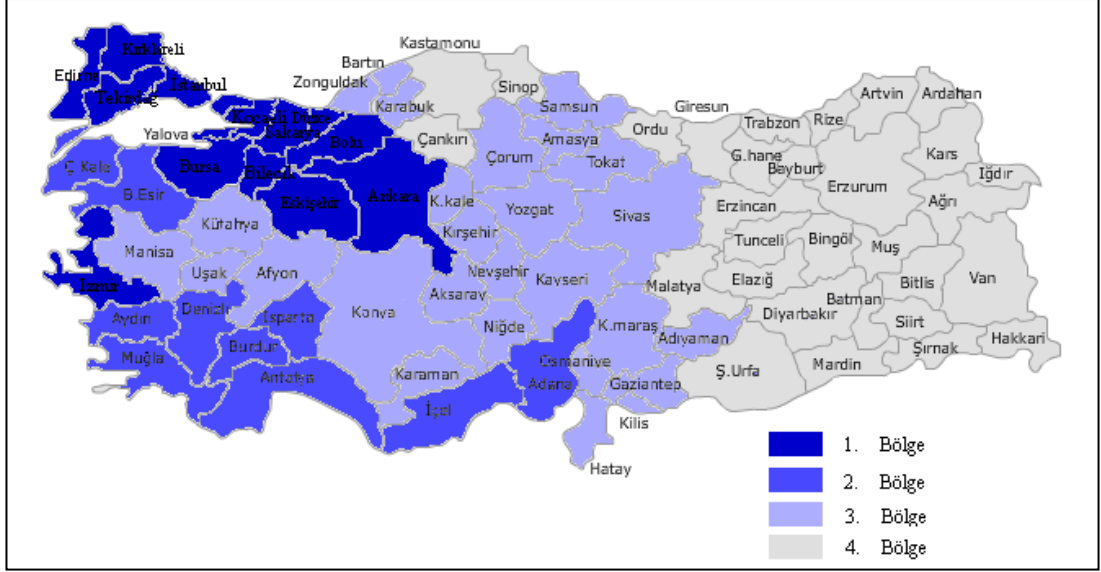 Kastamonu
Kırklareli
Bartın
Edirne
İstanbul
Zonguldak
Sinop
Artvin
Ardahan
Tekirdağ
Karabuk
Samsun
Giresun
Kocaeli
Düzce
Trabzon
Rize
Yalova
Sakarya
Bolu
Çankırı
Ordu
Amasya
Kars
Ç.Kale
Bursa
Bilecik
Çorum
Tokat
G.hane
Bayburt
Iğdır
B.Esir
Eskişehir
Ankara
K.kale
Yozgat
Sivas
Erzincan
Erzurum
Ağrı
Kütahya
Kırşehir
Tunceli
Bingöl
Muş
Manisa
Uşak
Afyon
Nevşehir
Kayseri
Elazığ
Bitlis
Van
İzmir
Aksaray
Malatya
Batman
Denizli
Isparta
Konya
Diyarbakır
Siirt
Aydın
Niğde
K.maraş
Adıyaman
Şırnak
Hakkari
Muğla
Burdur
Osmaniye
Mardin
Antalya
Karaman
Adana
Gaziantep
Ş.Urfa
İçel
Kilis
Hatay
1. Bölge
2. Bölge
3. Bölge
4. Bölge